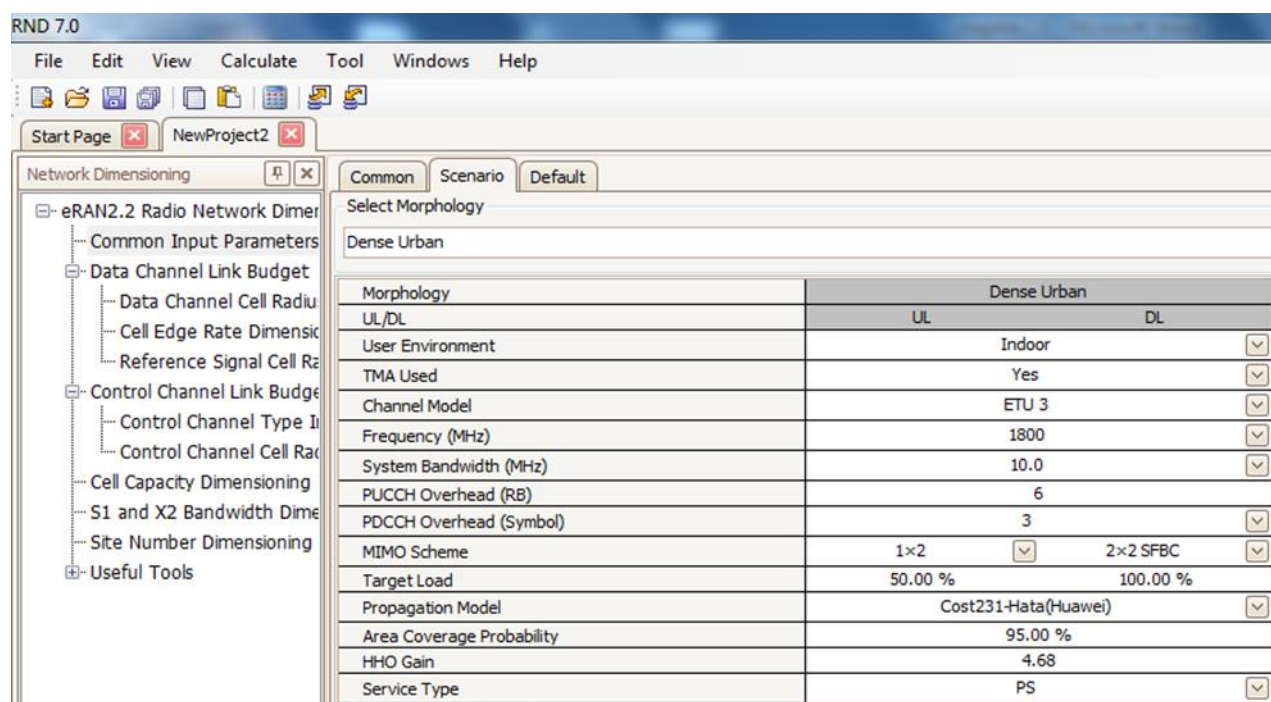 RND 7.0
File Edit View Calculate Tool Windows Help
Start Page NewProject2
Network Dimensioning
eRAN2.2 Radio Network Dimer
Common Input Parameters
Data Channel Link Budget
Data Channel Cell Radiu
Cell Edge Rate Dimensic
Reference Signal Cell Ra
Control Channel Link Budge
Control Channel Type I
Control Channel Cell Rad
Cell Capacity Dimensioning
S1 and X2 Bandwidth Dime
Site Number Dimensioning
Useful Tools
Common Scenario Default
Select Morphology
Dense Urban
Morphology Dense Urban
UL/DL UL DL
User Environment Indoor
TMA Used Yes
Channel Model ETU 3
Frequency (MHz) 1800
System Bandwidth (MHz) 10.0
PUCCH Overhead (RB) 6
PDCCH Overhead (Symbol) 3
MIMO Scheme 1×2 2×2 SFBC
Target Load 50.00 % 100.00 %
Propagation Model Cost231-Hata(Huawei)
Area Coverage Probability 95.00 %
HHO Gain 4.68
Service Type PS